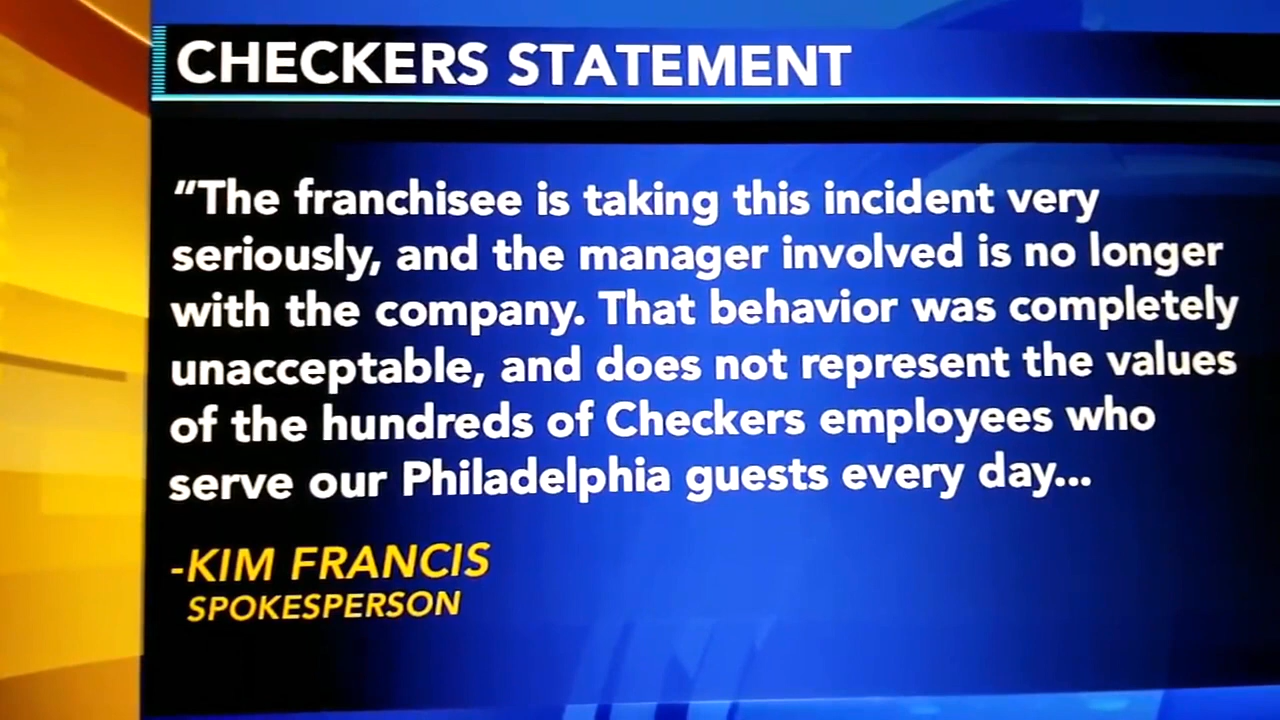 CHECKERS STATEMENT
“The franchisee is taking this incident very
seriously, and the manager involved is no longer
with the company. That behavior was completely
unacceptable, and does not represent the values
of the hundreds of Checkers employees who
serve our Philadelphia guests every day...
-KIM FRANCIS
SPOKESPERSON